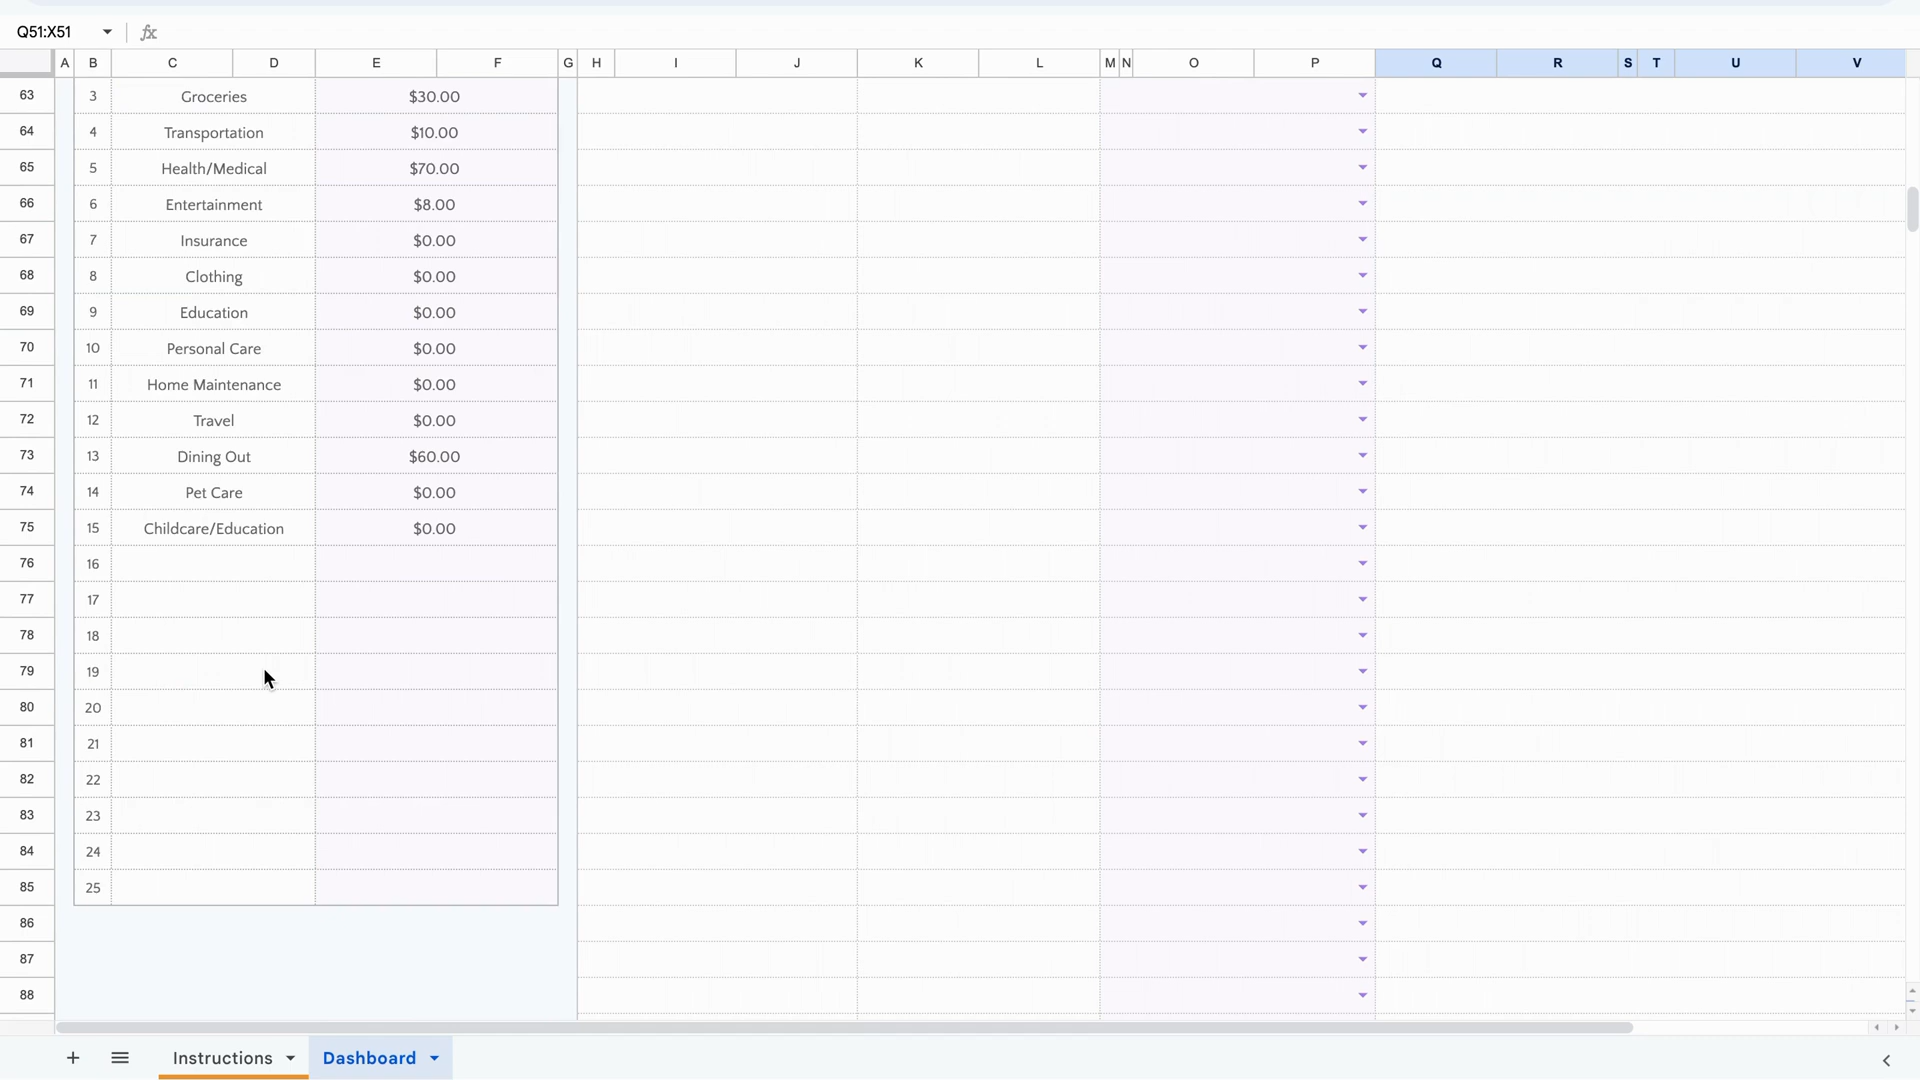 Q51:X51 fx
A B C D E F G H I J K L M N O P Q R S T U V
63 3 Groceries $30.00
64 4 Transportation $10.00
65 5 Health/Medical $70.00
66 6 Entertainment $8.00
67 7 Insurance $0.00
68 8 Clothing $0.00
69 9 Education $0.00
70 10 Personal Care $0.00
71 11 Home Maintenance $0.00
72 12 Travel $0.00
73 13 Dining Out $60.00
74 14 Pet Care $0.00
75 15 Childcare/Education $0.00
76 16
77 17
78 18
79 19
80 20
81 21
82 22
83 23
84 24
85 25
86
87
88
Instructions Dashboard